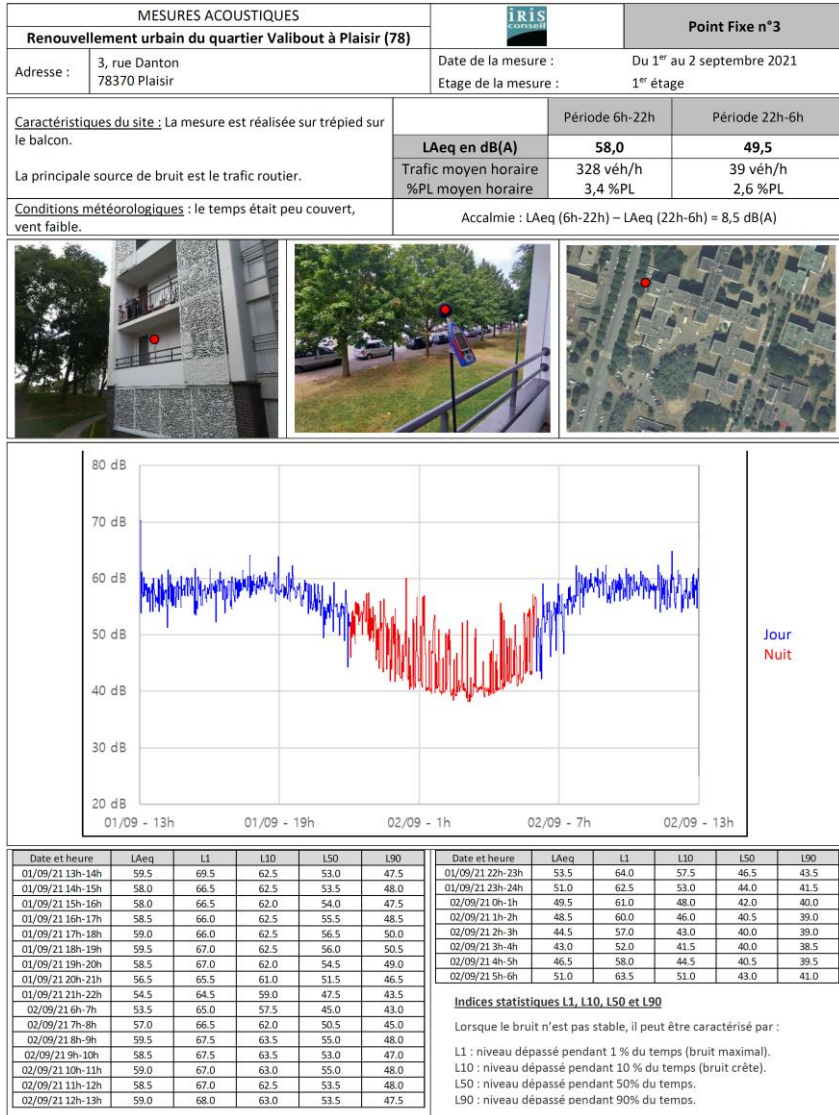 MESURES ACOUSTIQUES
Renouvellement urbain du quartier Valibout à Plaisir (78)
iRiS
conseil
Point Fixe n°3
Adresse :
3, rue Danton
78370 Plaisir
Date de la mesure :
Du 1er au 2 septembre 2021
Etage de la mesure :
1er étage
Caractéristiques du site : La mesure est réalisée sur trépied sur
le balcon.
La principale source de bruit est le trafic routier.
Conditions météorologiques : le temps était peu couvert,
vent faible.
Période 6h-22h Période 22h-6h
LAeq en dB(A) 58,0 49,5
Trafic moyen horaire 328 véh/h 39 véh/h
%PL moyen horaire 3,4 %PL 2,6 %PL
Accalmie : LAeq (6h-22h) – LAeq (22h-6h) = 8,5 dB(A)
80 dB
70 dB
60 dB
50 dB
40 dB
30 dB
20 dB
01/09 - 13h 01/09 - 19h 02/09 - 1h 02/09 - 7h 02/09 - 13h
Jour
Nuit
Date et heure LAeq L1 L10 L50 L90
01/09/21 13h-14h 59.5 69.5 62.5 53.0 47.5
01/09/21 14h-15h 58.0 66.5 62.5 53.5 48.0
01/09/21 15h-16h 58.0 66.0 62.0 54.0 47.5
01/09/21 16h-17h 58.5 66.0 62.5 55.5 48.5
01/09/21 17h-18h 59.0 66.0 62.5 56.5 50.0
01/09/21 18h-19h 59.5 67.0 62.5 56.0 50.5
01/09/21 19h-20h 58.5 67.0 62.0 54.5 49.0
01/09/21 20h-21h 56.5 65.5 61.0 51.5 46.5
01/09/21 21h-22h 54.5 64.5 59.0 47.5 43.5
02/09/21 6h-7h 53.5 65.0 57.5 45.0 43.0
02/09/21 7h-8h 57.0 66.5 62.0 50.5 45.0
02/09/21 8h-9h 59.5 67.5 63.5 55.0 48.0
02/09/21 9h-10h 58.5 67.5 63.5 53.0 47.0
02/09/21 10h-11h 59.0 67.0 63.0 55.0 48.0
02/09/21 11h-12h 58.5 67.0 62.5 53.5 48.0
02/09/21 12h-13h 59.0 68.0 63.0 53.5 47.5
Date et heure LAeq L1 L10 L50 L90
01/09/21 22h-23h 53.5 64.0 57.5 46.5 43.5
01/09/21 23h-24h 51.0 62.5 53.0 44.0 41.5
02/09/21 0h-1h 49.5 61.0 48.0 42.0 40.0
02/09/21 1h-2h 48.5 60.0 46.0 40.5 39.0
02/09/21 2h-3h 44.5 57.0 43.0 40.0 39.0
02/09/21 3h-4h 43.0 52.0 41.5 40.0 38.5
02/09/21 4h-5h 46.5 58.0 44.5 40.5 39.5
02/09/21 5h-6h 51.0 63.5 51.0 43.0 41.0
Indices statistiques L1, L10, L50 et L90
Lorsque le bruit n'est pas stable, il peut être caractérisé par :
L1 : niveau dépassé pendant 1 % du temps (bruit maximal).
L10 : niveau dépassé pendant 10 % du temps (bruit crête).
L50 : niveau dépassé pendant 50% du temps.
L90 : niveau dépassé pendant 90% du temps.